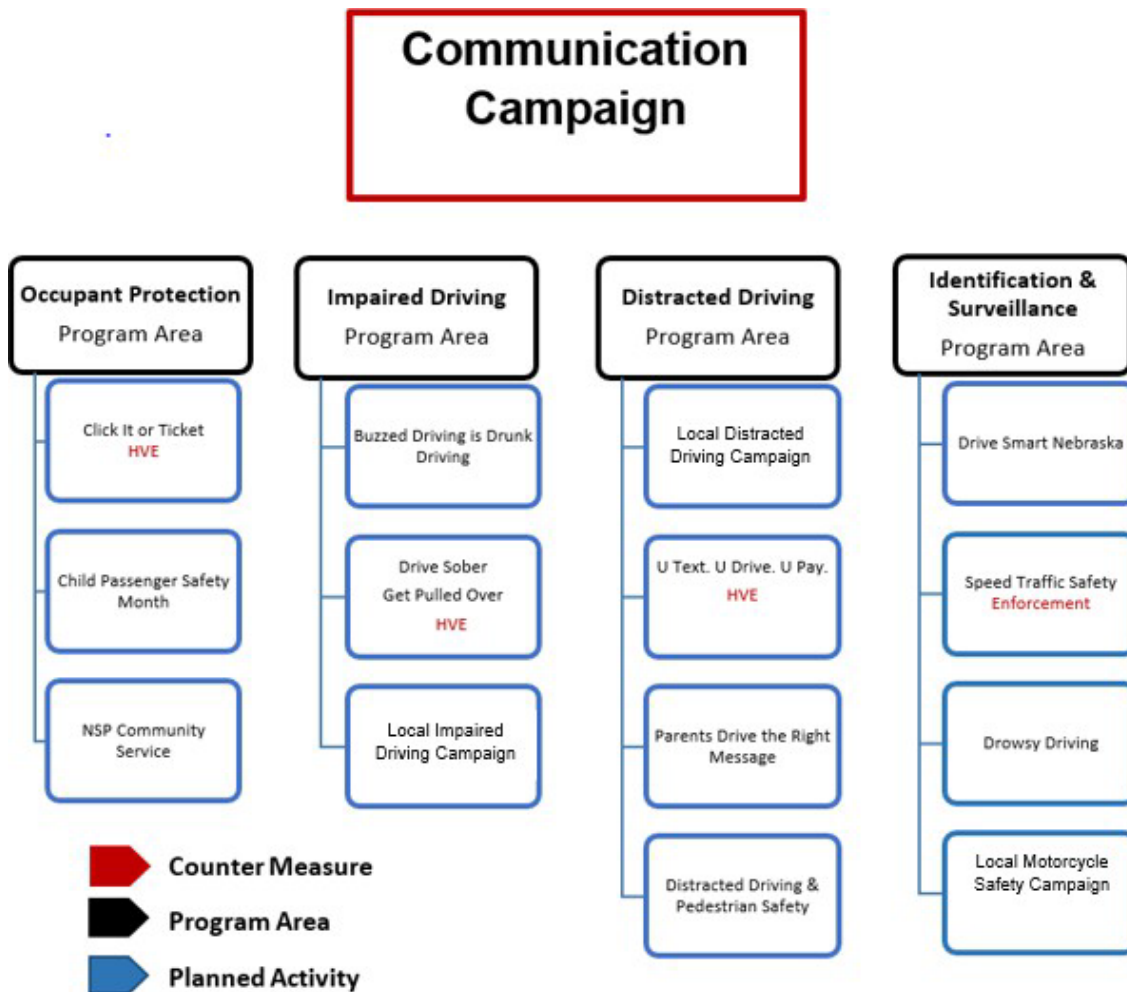 Communication
Campaign
Occupant Protection
Program Area
Click It or Ticket
HVE
Child Passenger Safety
Month
NSP Community
Service
Impaired Driving
Program Area
Buzzed Driving is Drunk
Driving
Drive Sober
Get Pulled Over
HVE
Local Impaired
Driving Campaign
Distracted Driving
Program Area
Local Distracted
Driving Campaign
U Text. U Drive. U Pay.
HVE
Parents Drive the Right
Message
Distracted Driving &
Pedestrian Safety
Identification &
Surveillance
Program Area
Drive Smart Nebraska
Speed Traffic Safety
Enforcement
Drowsy Driving
Local Motorcycle
Safety Campaign
Counter Measure
Program Area
Planned Activity